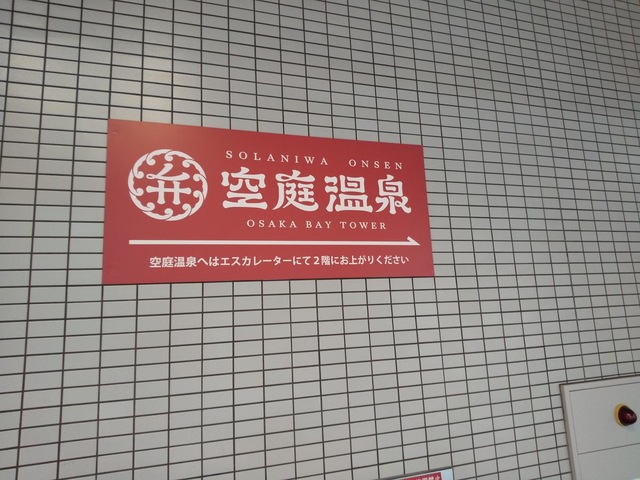 SOLANIWA ONSEN
空庭温泉
OSAKA BAY TOWER
空庭温泉へはエスカレーターにて2階にお上がりください